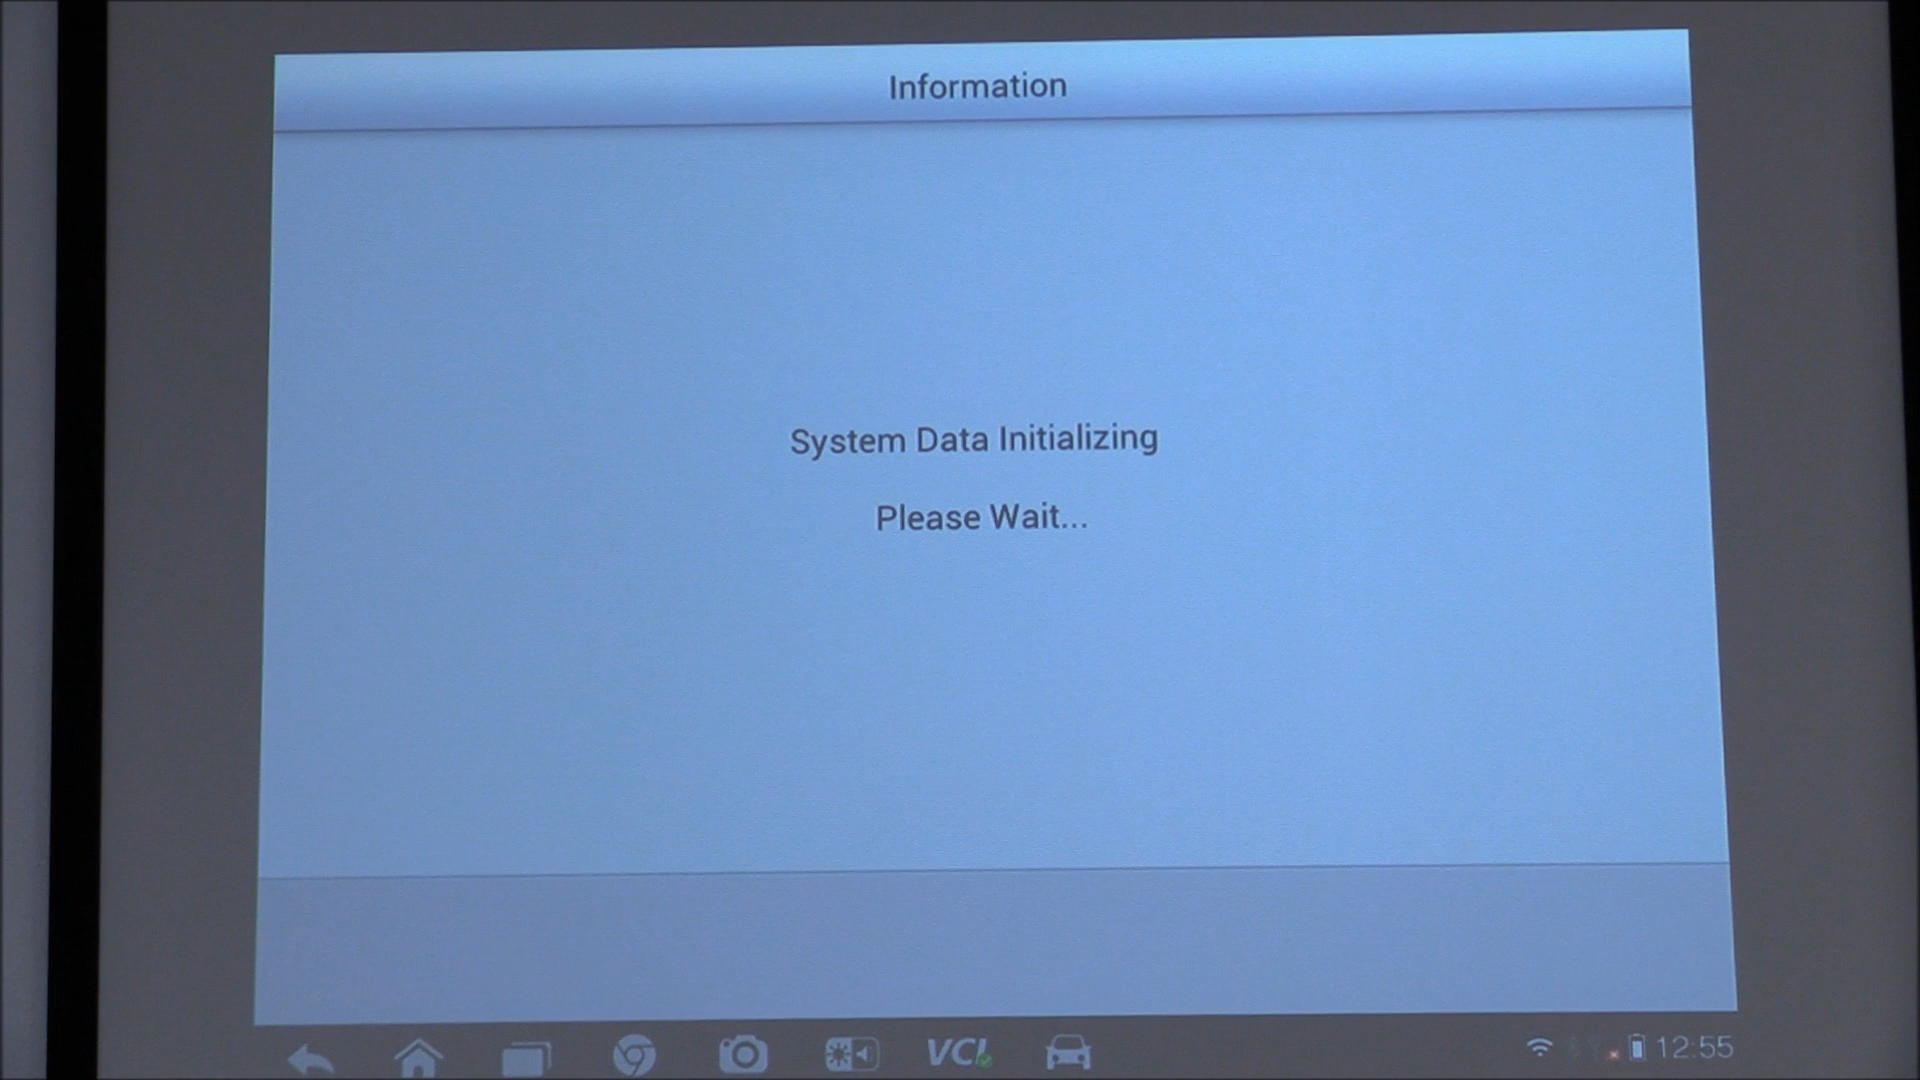 Information
System Data Initializing
Please Wait...
VCI
12:55